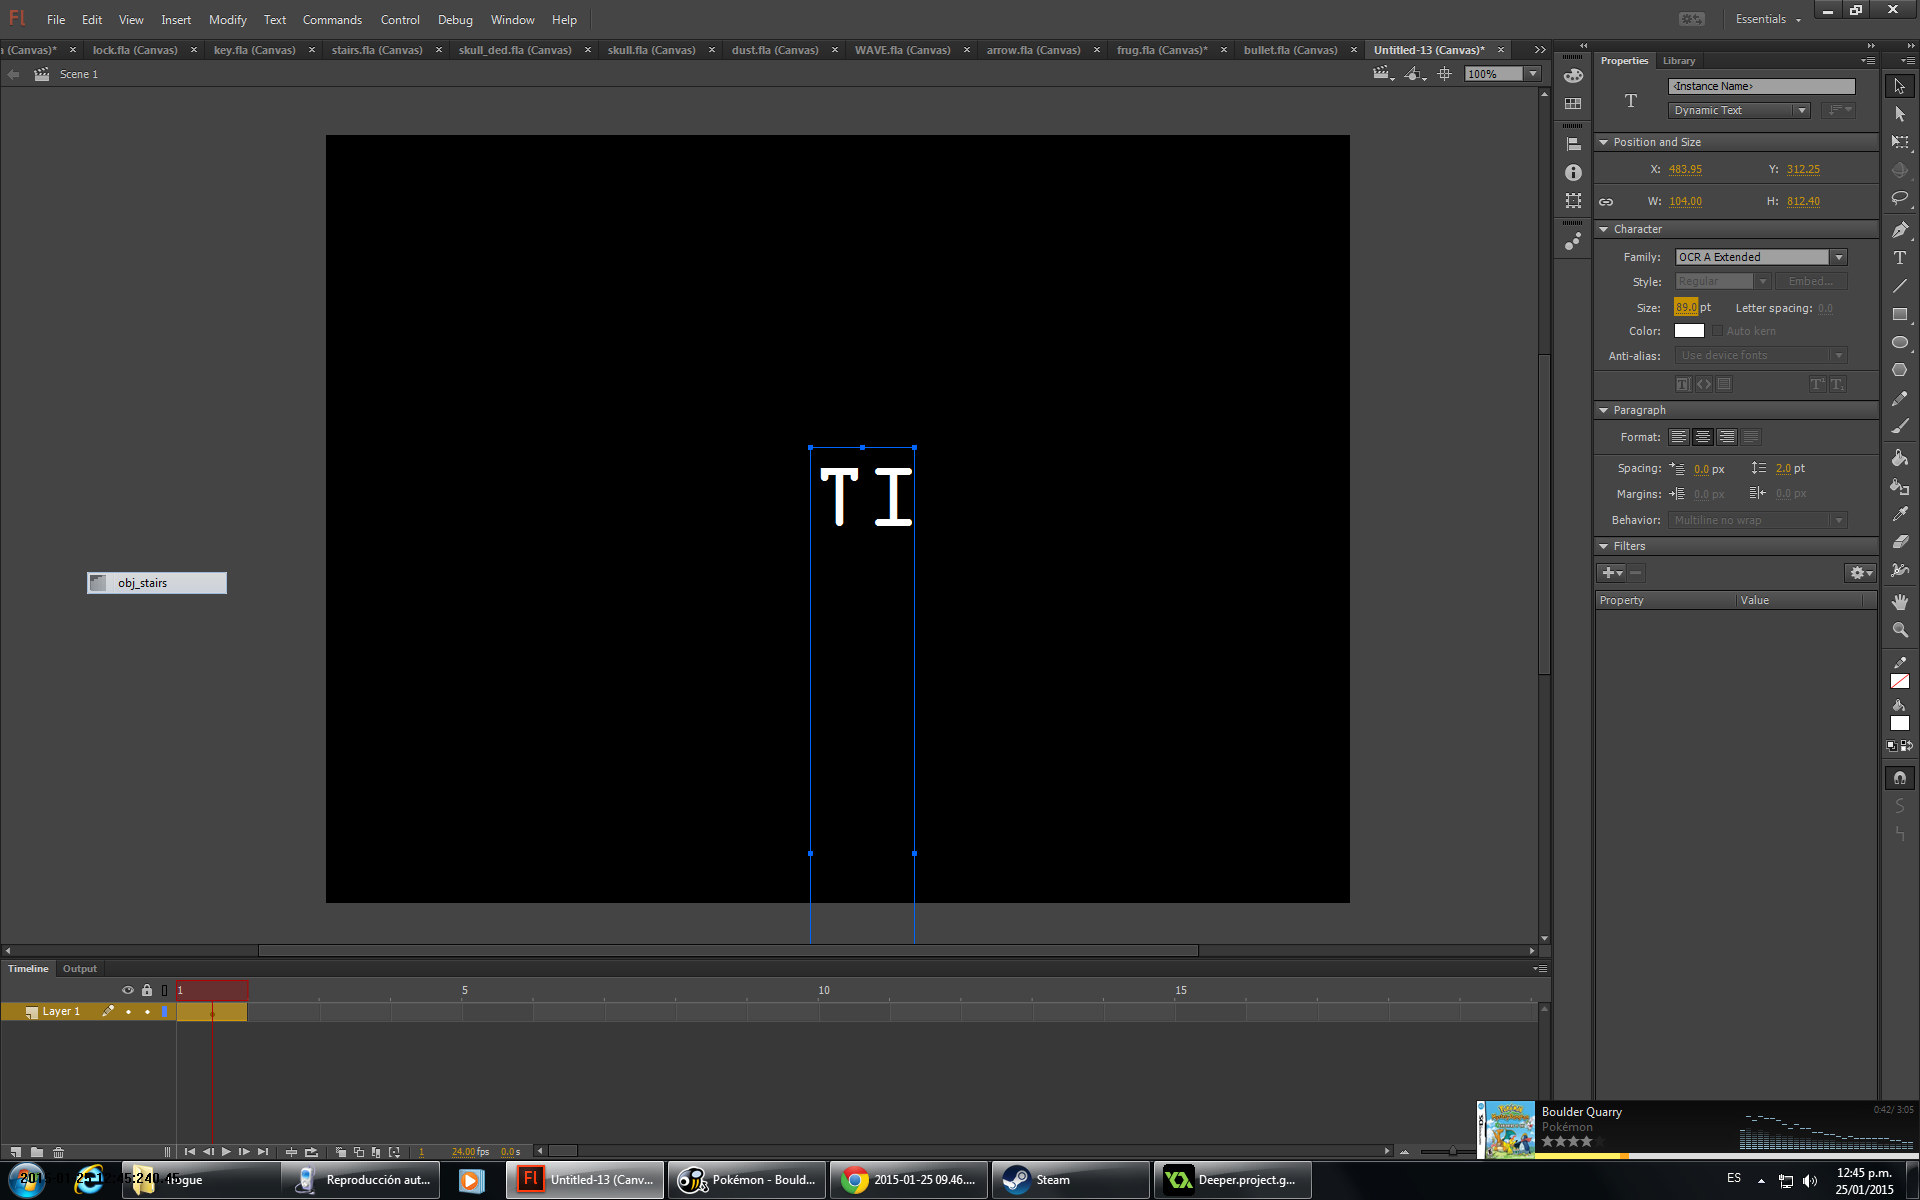 Fl File Edit View Insert Modify Text Commands Control Debug Window Help Essentials
a (Canvas)* lock.fla (Canvas) key.fla (Canvas) stairs.fla (Canvas) skull_ded.fla (Canvas) skull.fla (Canvas) dust.fla (Canvas) WAVE.fla (Canvas) arrow.fla (Canvas) frug.fla (Canvas)* bullet.fla (Canvas) Untitled-13 (Canvas)*
Scene 1 100%
TI
obj_stairs
Properties Library
T <Instance Name>
Dynamic Text
Position and Size
X: 483.95 Y: 312.25
W: 104.00 H: 812.40
Character
Family: OCR A Extended
Style: Regular Embed...
Size: 89.0 pt Letter spacing: 0.0
Color: Auto kern
Anti-alias: Use device fonts
Paragraph
Format:
Spacing: 0.0 px 2.0 pt
Margins: 0.0 px 0.0 px
Behavior: Multiline no wrap
Filters
Property Value
Timeline Output
1 5 10 15
Layer 1
1 24.00 fps 0.0 s
Boulder Quarry 0:42/ 3:05
Pokémon
Reproducción aut... Fl Untitled-13 (Canv... Pokémon - Bould... 2015-01-25 09.46.... Steam Deeper.project.g... ES 12:45 p.m.
25/01/2015